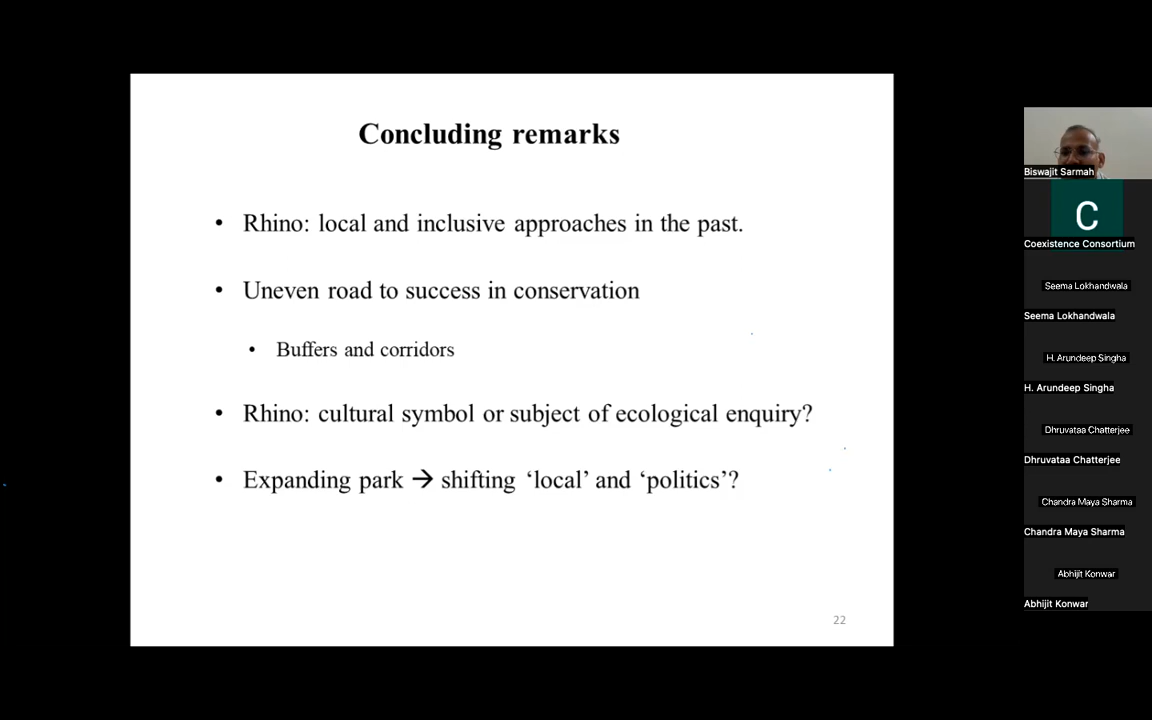 Concluding remarks
• Rhino: local and inclusive approaches in the past.
• Uneven road to success in conservation
• Buffers and corridors
• Rhino: cultural symbol or subject of ecological enquiry?
• Expanding park → shifting ‘local’ and ‘politics’?
22
Biswajit Sarmah
C
Coexistence Consortium
Seema Lokhandwala
Seema Lokhandwala
H. Arundeep Singha
H. Arundeep Singha
Dhruvataa Chatterjee
Dhruvataa Chatterjee
Chandra Maya Sharma
Chandra Maya Sharma
Abhijit Konwar
Abhijit Konwar